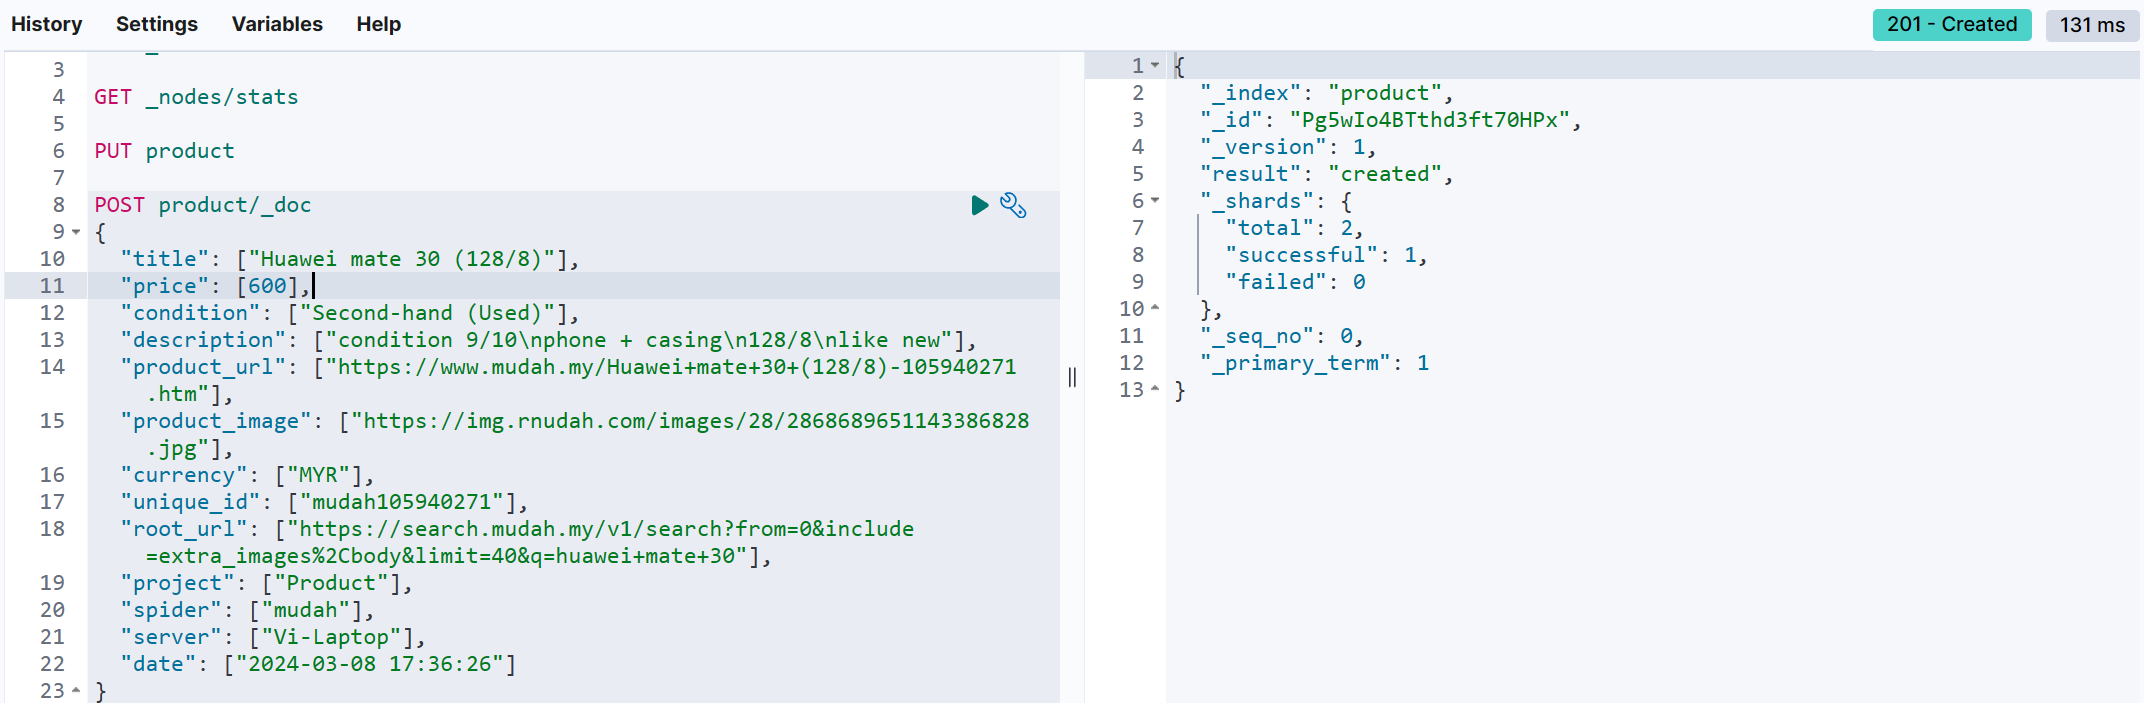 History Settings Variables Help
201 - Created 131 ms
3
4 GET _nodes/stats
5
6 PUT product
7
8 POST product/_doc
9 {
10 "title": ["Huawei mate 30 (128/8)"],
11 "price": [600],
12 "condition": ["Second-hand (Used)"],
13 "description": ["condition 9/10\nphone + casing\n128/8\nlike new"],
14 "product_url": ["https://www.mudah.my/Huawei+mate+30+(128/8)-105940271
.htm"],
15 "product_image": ["https://img.rnudah.com/images/28/2868689651143386828
.jpg"],
16 "currency": ["MYR"],
17 "unique_id": ["mudah105940271"],
18 "root_url": ["https://search.mudah.my/v1/search?from=0&include
=extra_images%2Cbody&limit=40&q=huawei+mate+30"],
19 "project": ["Product"],
20 "spider": ["mudah"],
21 "server": ["Vi-Laptop"],
22 "date": ["2024-03-08 17:36:26"]
23 }
1 {
2 "_index": "product",
3 "_id": "Pg5wIo4BTthd3ft70HPx",
4 "_version": 1,
5 "result": "created",
6 "_shards": {
7 "total": 2,
8 "successful": 1,
9 "failed": 0
10 },
11 "_seq_no": 0,
12 "_primary_term": 1
13 }